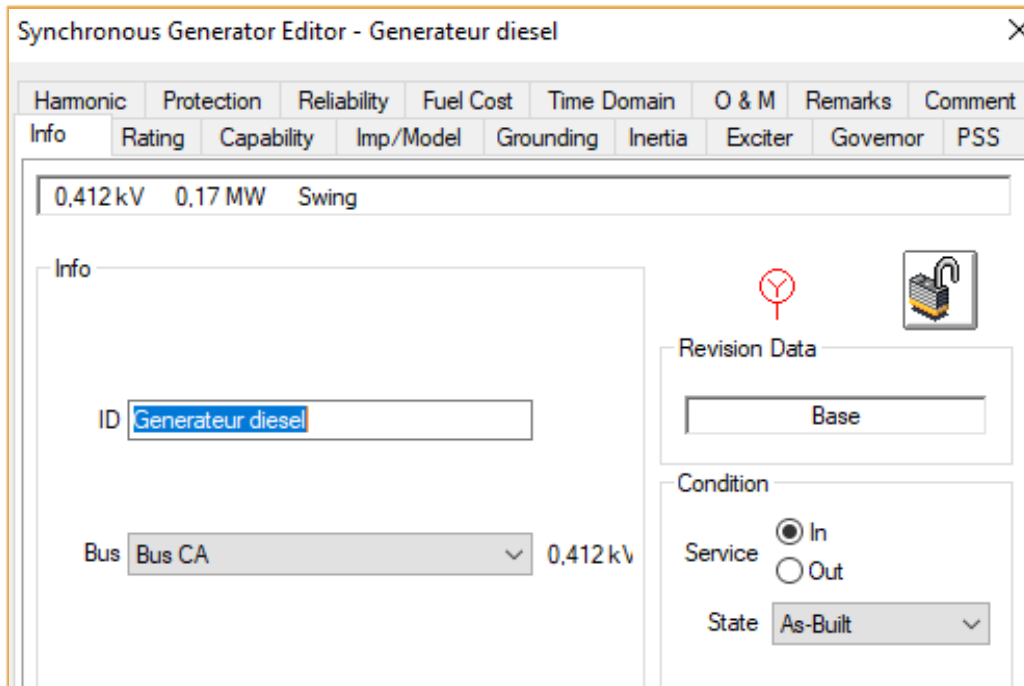 Synchronous Generator Editor - Generateur diesel
Harmonic Protection Reliability Fuel Cost Time Domain O & M Remarks Comment
Info Rating Capability Imp/Model Grounding Inertia Exciter Governor PSS
0,412 kV 0,17 MW Swing
Info
Revision Data
ID Generateur diesel
Base
Condition
Bus Bus CA 0,412 kV
Service In
Out
State As-Built